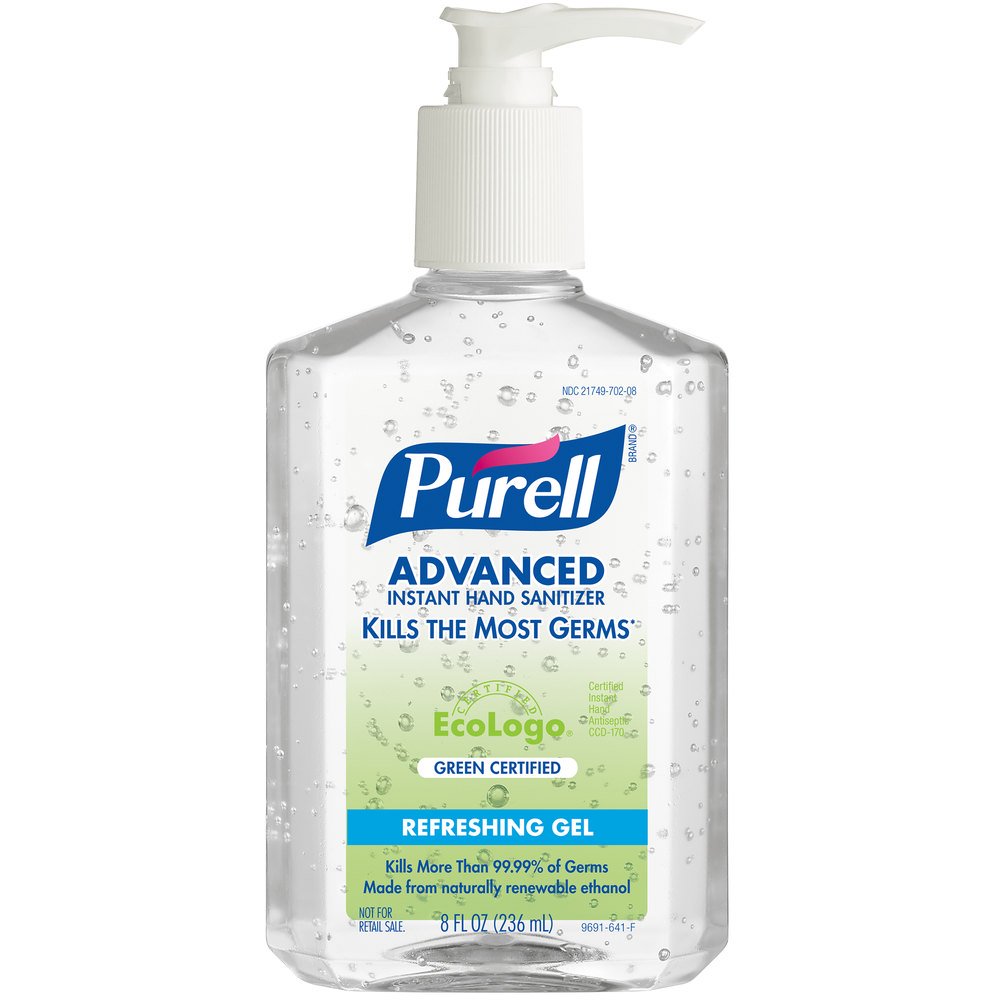 NDC 21749-702-08
Purell
BRAND®
ADVANCED
INSTANT HAND SANITIZER
KILLS THE MOST GERMS*
CERTIFIED
EcoLogo®
Certified
Instant
Hand
Antiseptic
CCD-170
GREEN CERTIFIED
REFRESHING GEL
Kills More Than 99.99% of Germs
Made from naturally renewable ethanol
NOT FOR
RETAIL SALE.
8 FL OZ (236 mL)
9691-641-F